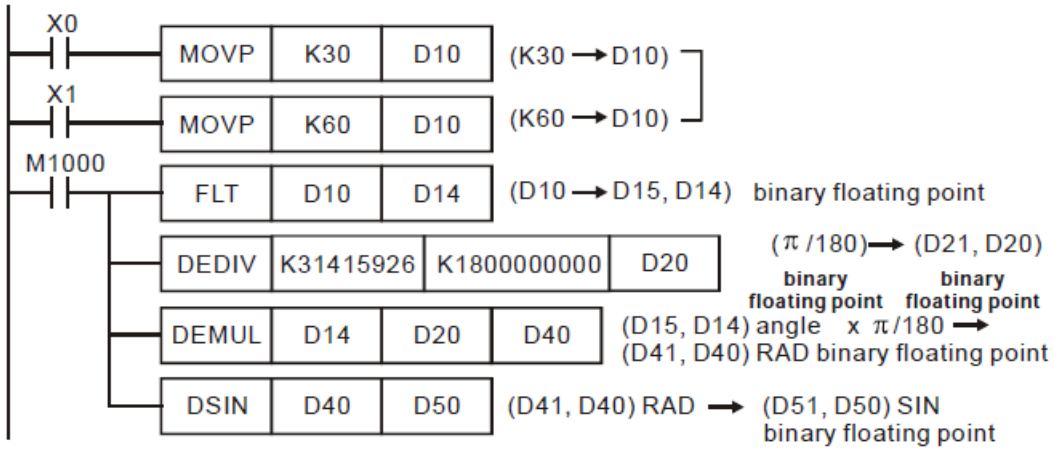 X0
MOVP K30 D10 (K30→D10)
X1
MOVP K60 D10 (K60→D10)
M1000
FLT D10 D14 (D10→D15, D14) binary floating point
DEDIV K31415926 K1800000000 D20 (π/180)→ (D21, D20)
binary binary
floating point floating point
DEMUL D14 D20 D40 (D15, D14) angle x π/180 →
(D41, D40) RAD binary floating point
DSIN D40 D50 (D41, D40) RAD → (D51, D50) SIN
binary floating point